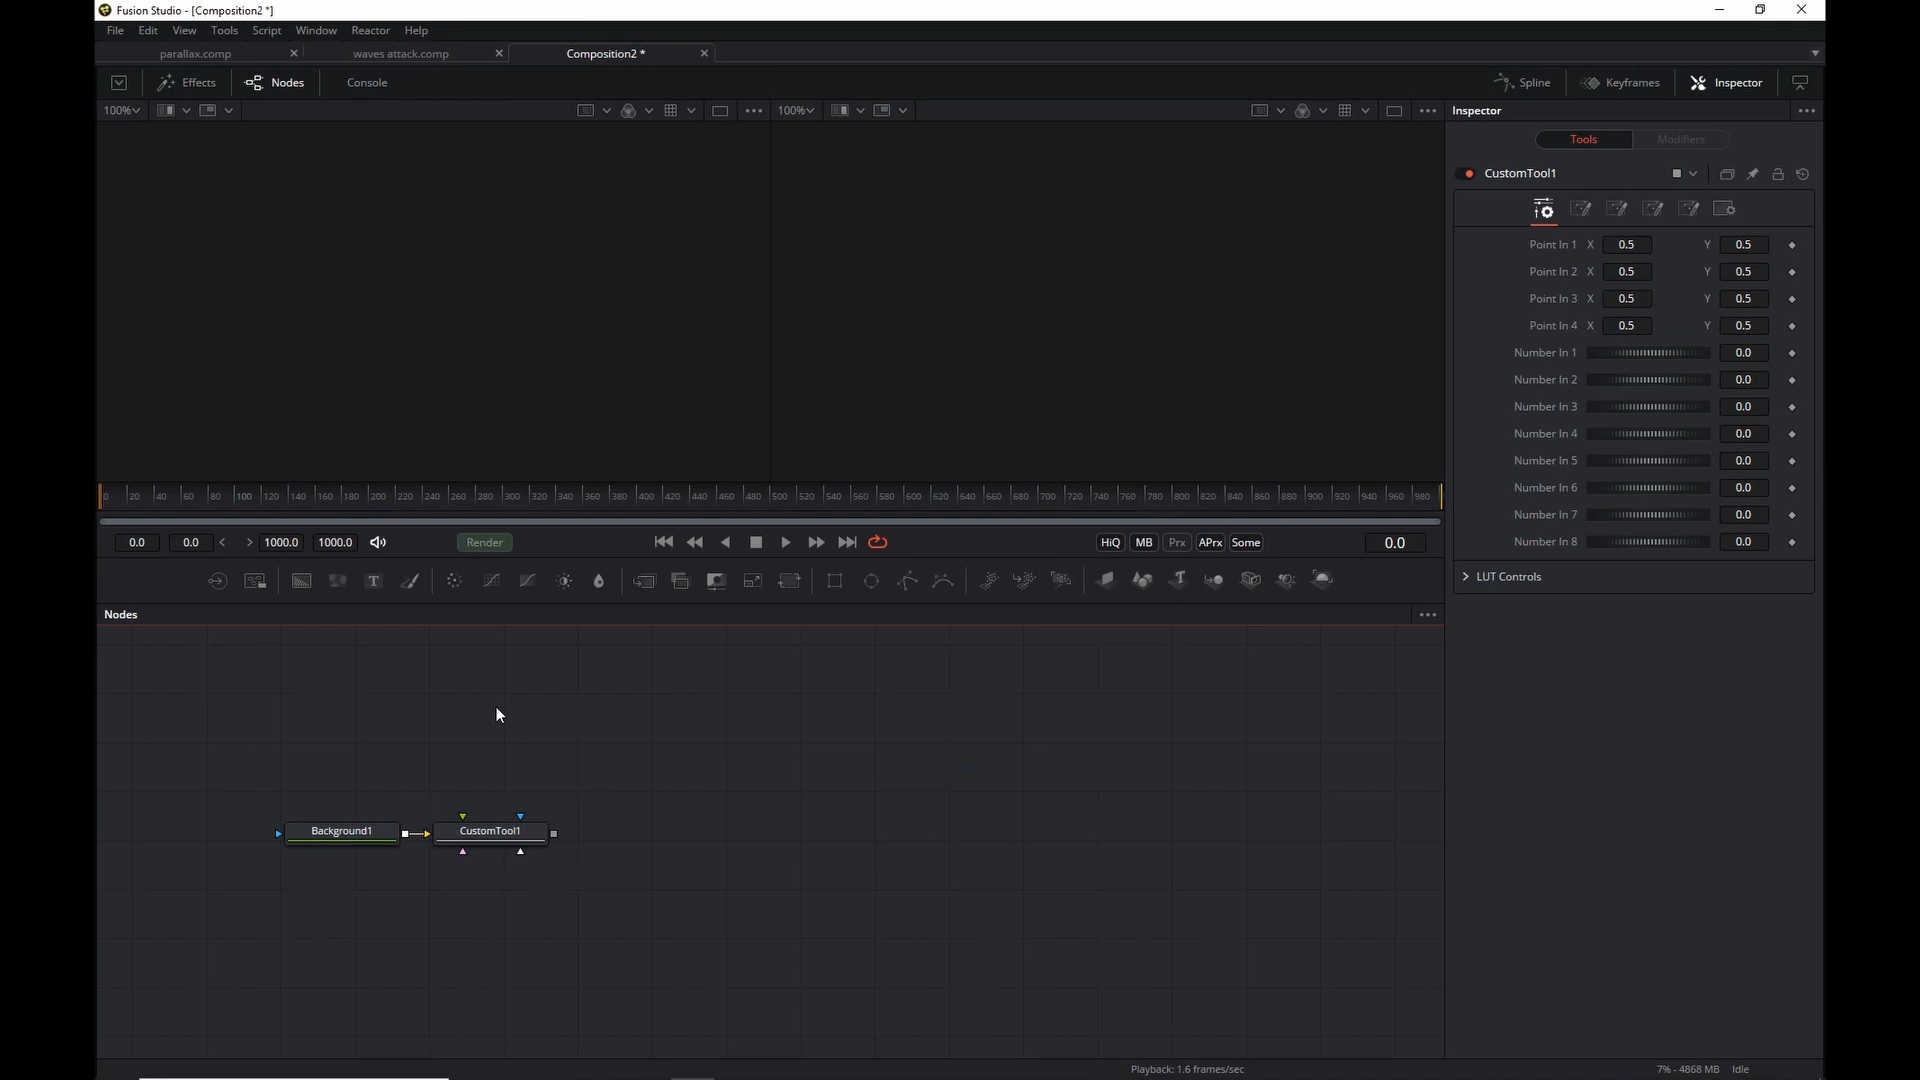 Fusion Studio - [Composition2 *]
File Edit View Tools Script Window Reactor Help
parallax.comp waves attack.comp Composition2 *
Effects Nodes Console Spline Keyframes Inspector
100% 100% Inspector
Tools Modifiers
CustomTool1
Point In 1 X 0.5 Y 0.5
Point In 2 X 0.5 Y 0.5
Point In 3 X 0.5 Y 0.5
Point In 4 X 0.5 Y 0.5
Number In 1 0.0
Number In 2 0.0
Number In 3 0.0
Number In 4 0.0
Number In 5 0.0
Number In 6 0.0
Number In 7 0.0
Number In 8 0.0
LUT Controls
0 20 40 60 80 100 120 140 160 180 200 220 240 260 280 300 320 340 360 380 400 420 440 460 480 500 520 540 560 580 600 620 640 660 680 700 720 740 760 780 800 820 840 860 880 900 920 940 960 980
0.0 0.0 < > 1000.0 1000.0 Render HiQ MB Prx APrx Some 0.0
Nodes
Background1 CustomTool1
Playback: 1.6 frames/sec 7% - 4868 MB Idle